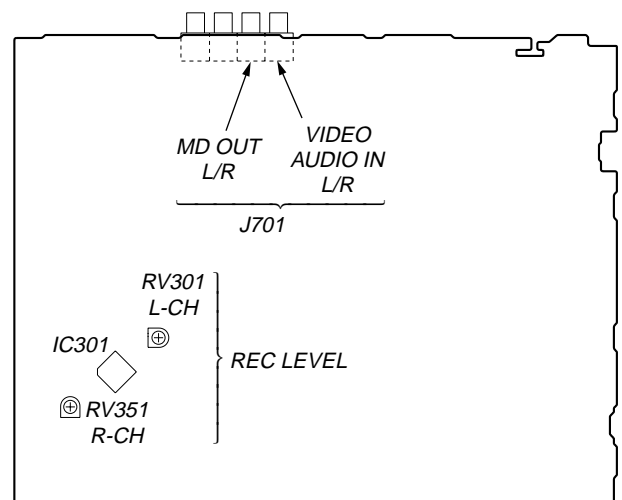 MD OUT
L/R
VIDEO
AUDIO IN
L/R
J701
RV301
L-CH
IC301
REC LEVEL
RV351
R-CH